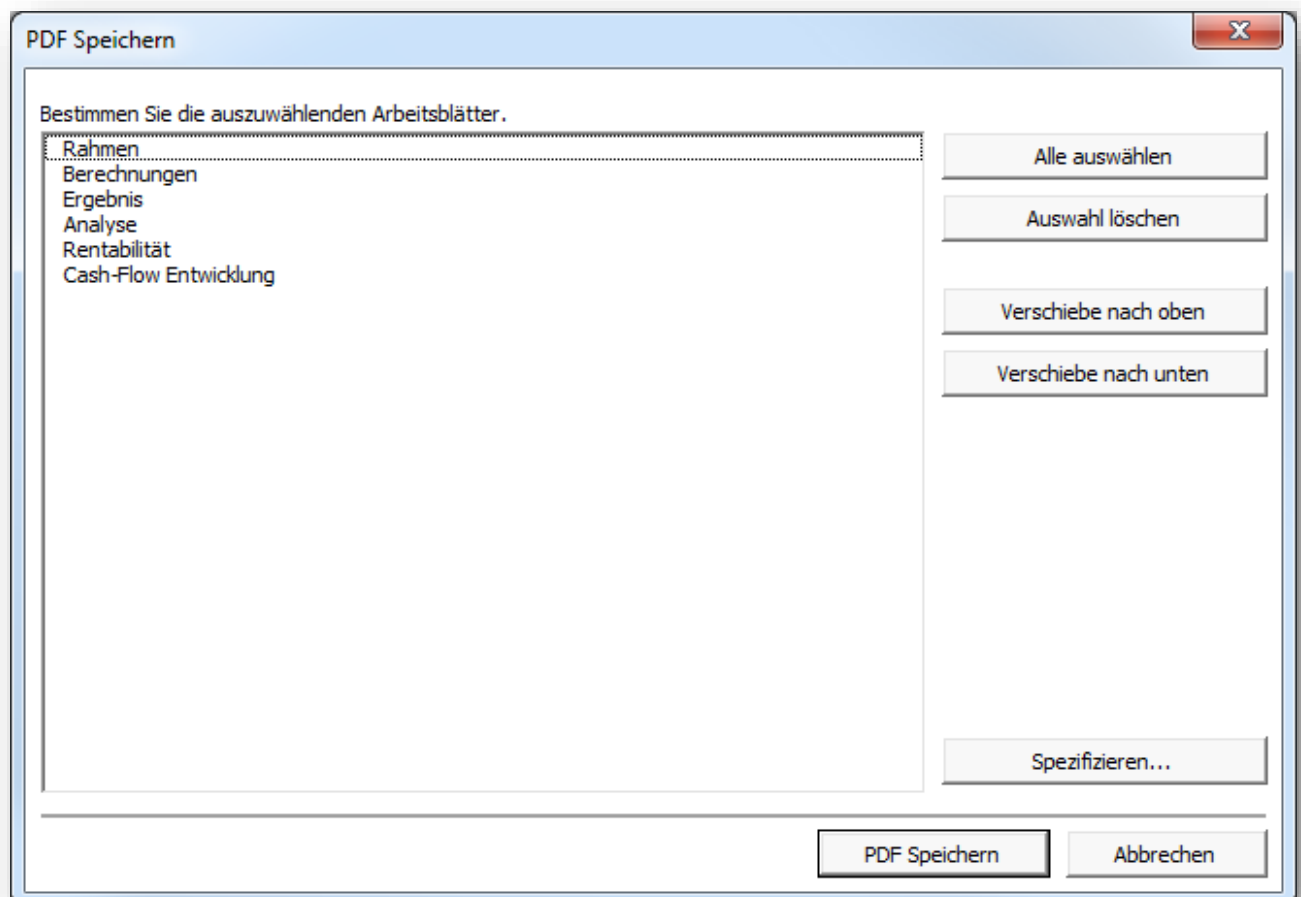 PDF Speichern
Bestimmen Sie die auszuwählenden Arbeitsblätter.
Rahmen
Berechnungen
Ergebnis
Analyse
Rentabilität
Cash-Flow Entwicklung
Alle auswählen
Auswahl löschen
Verschiebe nach oben
Verschiebe nach unten
Spezifizieren...
PDF Speichern
Abbrechen